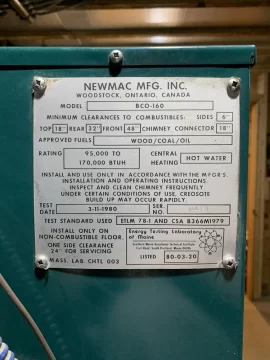 NEWMAC MFG. INC.
WOODSTOCK, ONTARIO, CANADA
MODEL BCO-160
MINIMUM CLEARANCES TO COMBUSTIBLES: SIDES 6"
TOP 18" REAR 22" FRONT 48" CHIMNEY CONNECTOR 18"
APPROVED FUELS WOOD/COAL/OIL
RATING 95,000 TO 170,000 BTUH CENTRAL HEATING HOT WATER
INSTALL AND USE ONLY IN ACCORDANCE WITH THE MFGR'S.
INSTALLATION AND OPERATING INSTRUCTIONS.
INSPECT AND CLEAN CHIMNEY FREQUENTLY
UNDER CERTAIN CONDITIONS OF USE, CREOSOTE
BUILD UP MAY OCCUR RAPIDLY.
TEST DATE 3-11-1980 SER. NO.
TEST STANDARD USED ETLM 78-1 AND CSA B366M1979
INSTALL ONLY ON
NON-COMBUSTIBLE FLOOR.
ONE SIDE CLEARANCE
24" FOR SERVICING
MASS. LAB. CHTL 003
Energy Testing Laboratory
of Maine
LISTED 80-03-20